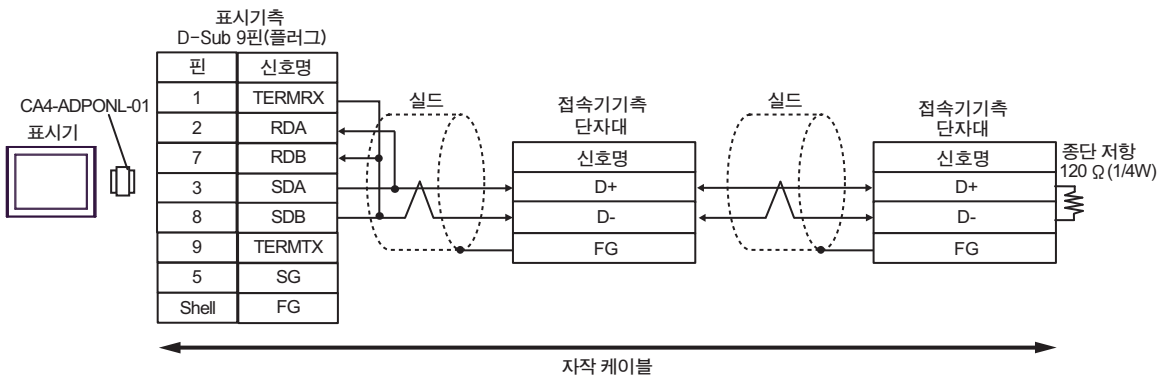 표시기측
D-Sub 9핀(플러그)
핀 신호명
1 TERMRX
2 RDA
7 RDB
3 SDA
8 SDB
9 TERMTX
5 SG
Shell FG
CA4-ADPONL-01
표시기
실드
접속기기측
단자대
신호명
D+
D-
FG
실드
접속기기측
단자대
신호명
D+
D-
FG
종단 저항
120 Ω (1/4W)
자작 케이블